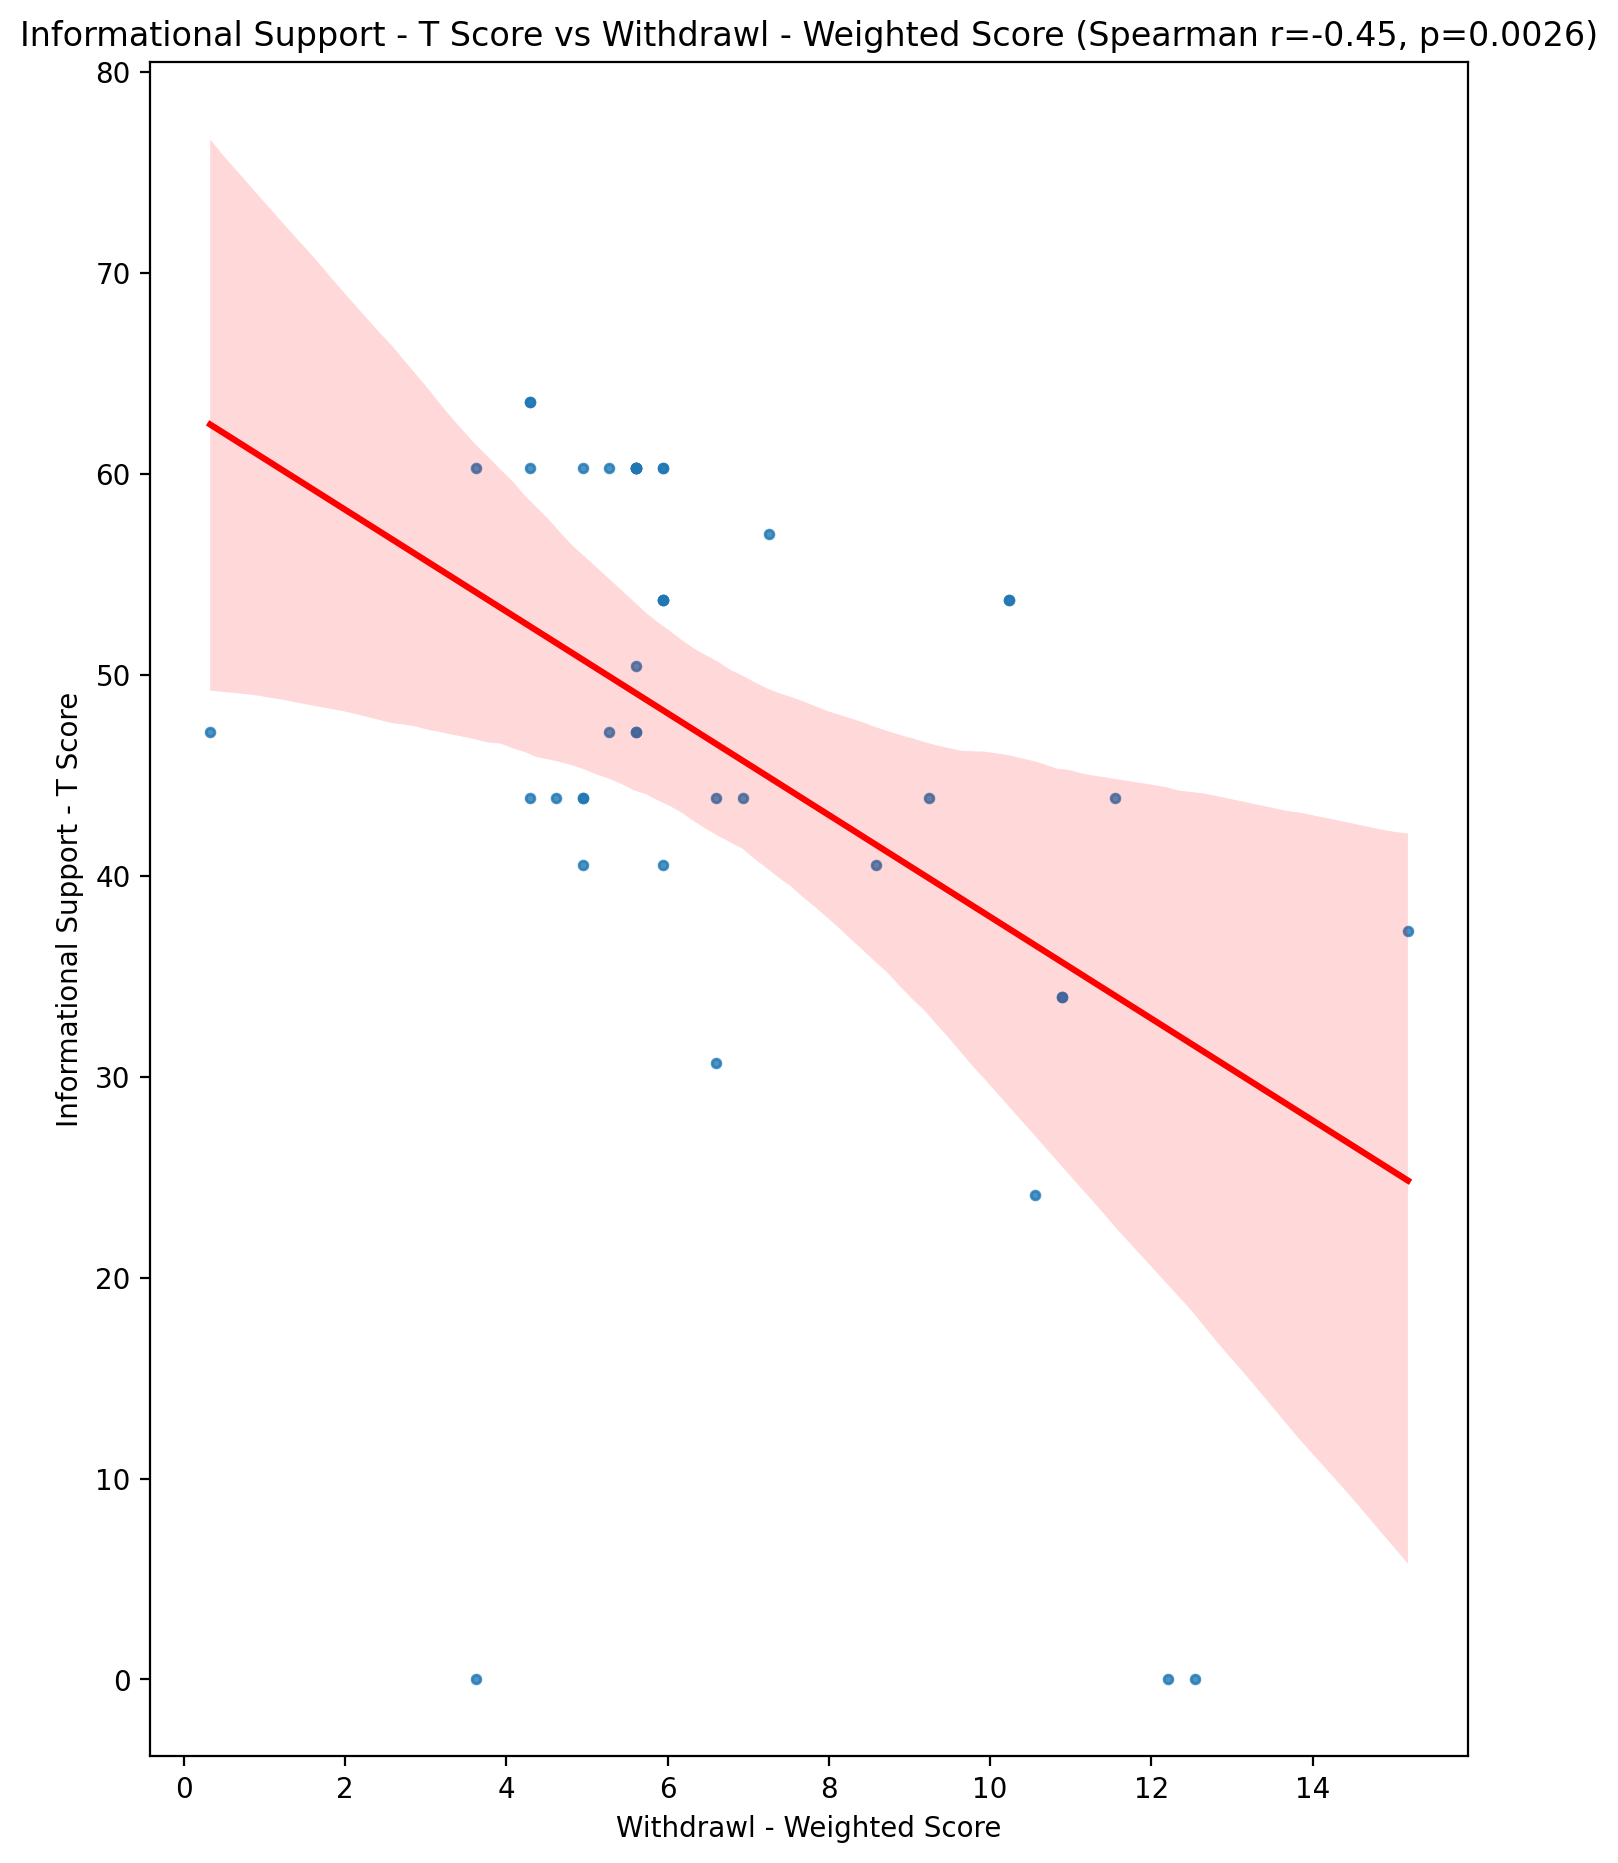 Informational Support - T Score vs Withdrawl - Weighted Score (Spearman r=-0.45, p=0.0026)
80
70
60
50
40
30
20
10
0
Informational Support - T Score
0 2 4 6 8 10 12 14
Withdrawl - Weighted Score